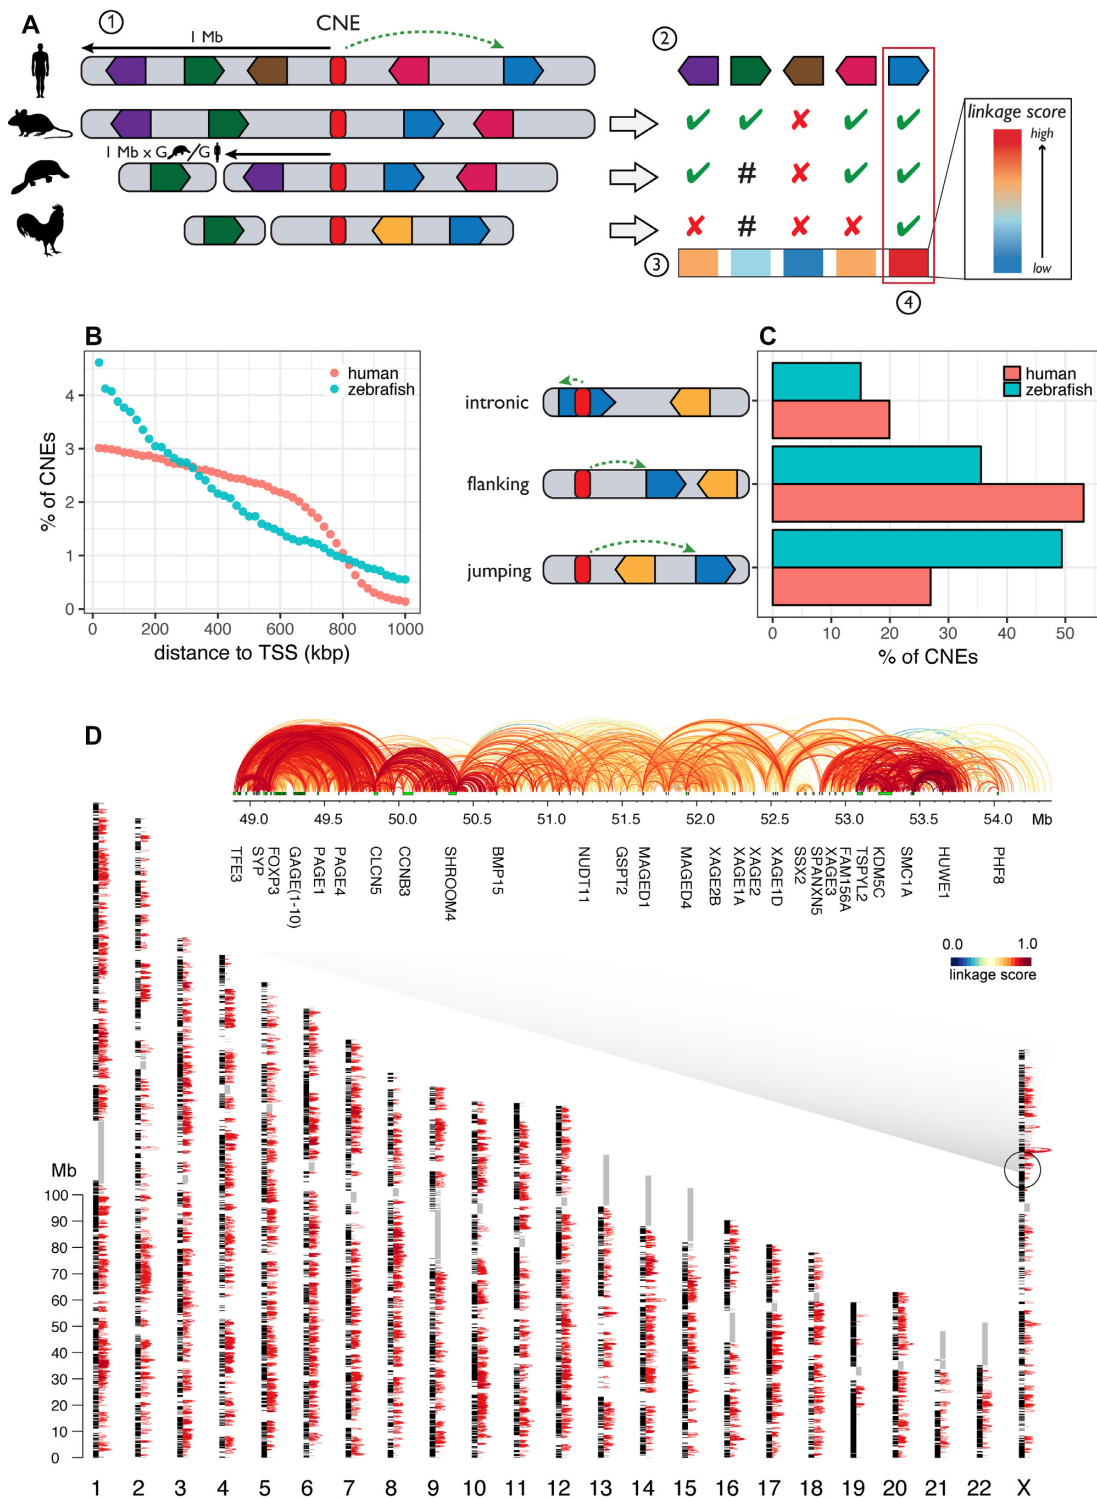 A
1
CNE
1 Mb
1 Mb x G /G
2
✓ ✓ ✗ ✓ ✓
✓ # ✗ ✓ ✓
✗ # ✗ ✗ ✓
3
4
linkage score
high
low
B
human
zebrafish
% of CNEs
4
3
2
1
0
0 200 400 600 800 1000
distance to TSS (kbp)
intronic
flanking
jumping
C
human
zebrafish
0 10 20 30 40 50
% of CNEs
D
49.0 49.5 50.0 50.5 51.0 51.5 52.0 52.5 53.0 53.5 54.0 Mb
TFE3
SYP
FOXP3
GAGE(1-10)
PAGE1
PAGE4
CLCN5
CCNB3
SHROOM4
BMP15
NUDT11
GSPT2
MAGED1
MAGED4
XAGE2B
XAGE1A
XAGE2
XAGE1D
SSX2
SPANXN5
XAGE3
FAM156A
TSPYL2
KDM5C
SMC1A
HUWE1
PHF8
0.0 1.0
linkage score
Mb
100
90
80
70
60
50
40
30
20
10
0
1 2 3 4 5 6 7 8 9 10 11 12 13 14 15 16 17 18 19 20 21 22 X